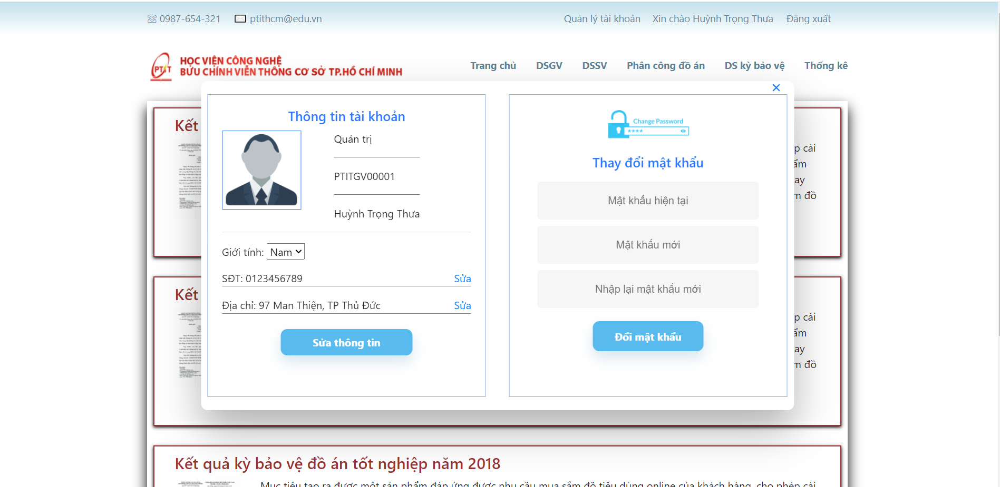 0987-654-321
ptithcm@edu.vn
Quản lý tài khoản
Xin chào Huỳnh Trọng Thưa
Đăng xuất
PTIT
HỌC VIỆN CÔNG NGHỆ
BƯU CHÍNH VIỄN THÔNG CƠ SỞ TP.HỒ CHÍ MINH
Trang chủ
DSGV
DSSV
Phân công đồ án
DS kỳ bảo vệ
Thống kê
Thông tin tài khoản
Quản trị
PTITGV00001
Huỳnh Trọng Thưa
Giới tính: Nam
SĐT: 0123456789
Sửa
Địa chỉ: 97 Man Thiện, TP Thủ Đức
Sửa
Sửa thông tin
Change Password
****
Thay đổi mật khẩu
Mật khẩu hiện tại
Mật khẩu mới
Nhập lại mật khẩu mới
Đổi mật khẩu
Kết
cài
ay
đồ
Kết
cài
ay
đồ
Kết quả kỳ bảo vệ đồ án tốt nghiệp năm 2018
Mục tiêu tạo ra được một sản phẩm đáp ứng được nhu cầu mua sắm đồ tiêu dùng online của khách hàng, cho phép cài